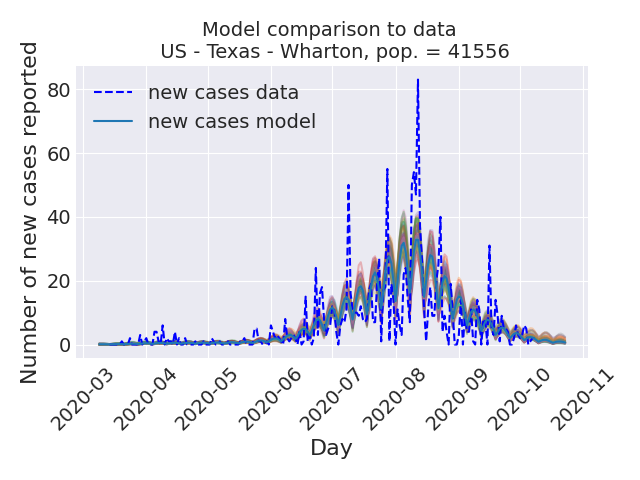 Model comparison to data
US - Texas - Wharton, pop. = 41556
Number of new cases reported
new cases data
new cases model
80
60
40
20
0
2020-03
2020-04
2020-05
2020-06
2020-07
2020-08
2020-09
2020-10
2020-11
Day